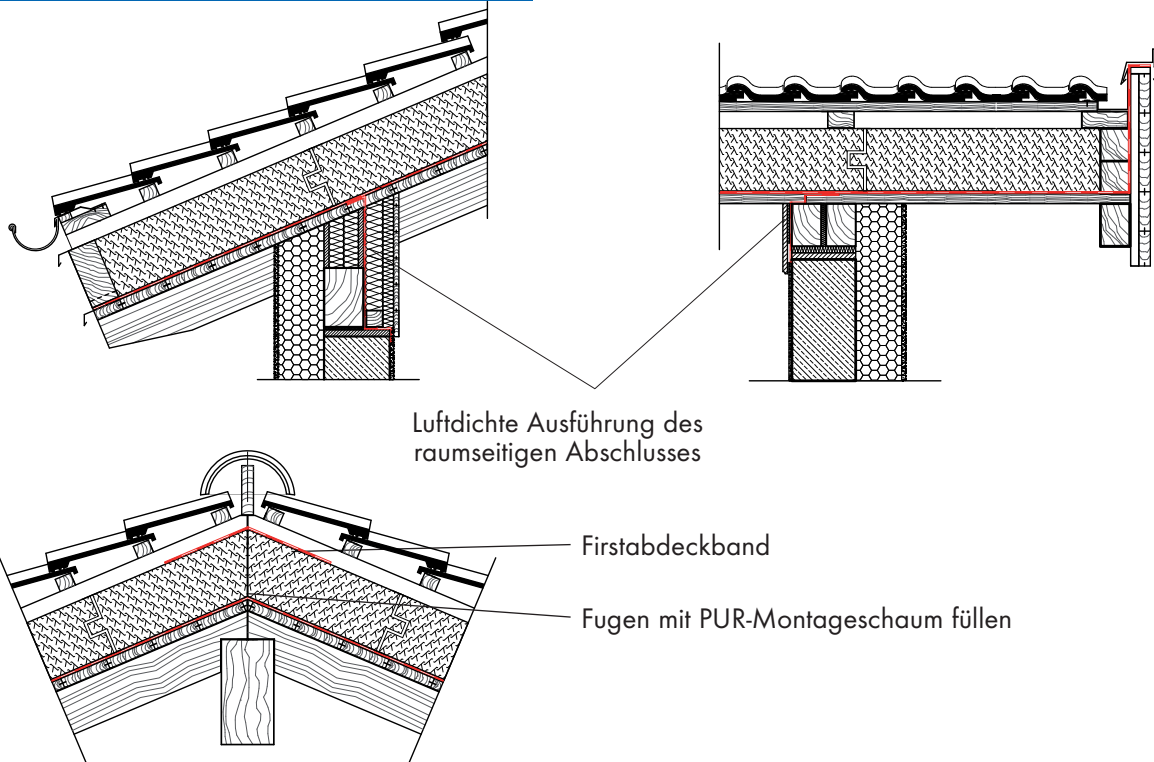 Luftdichte Ausführung des
raumseitigen Abschlusses
Firstabdeckband
Fugen mit PUR-Montageschaum füllen